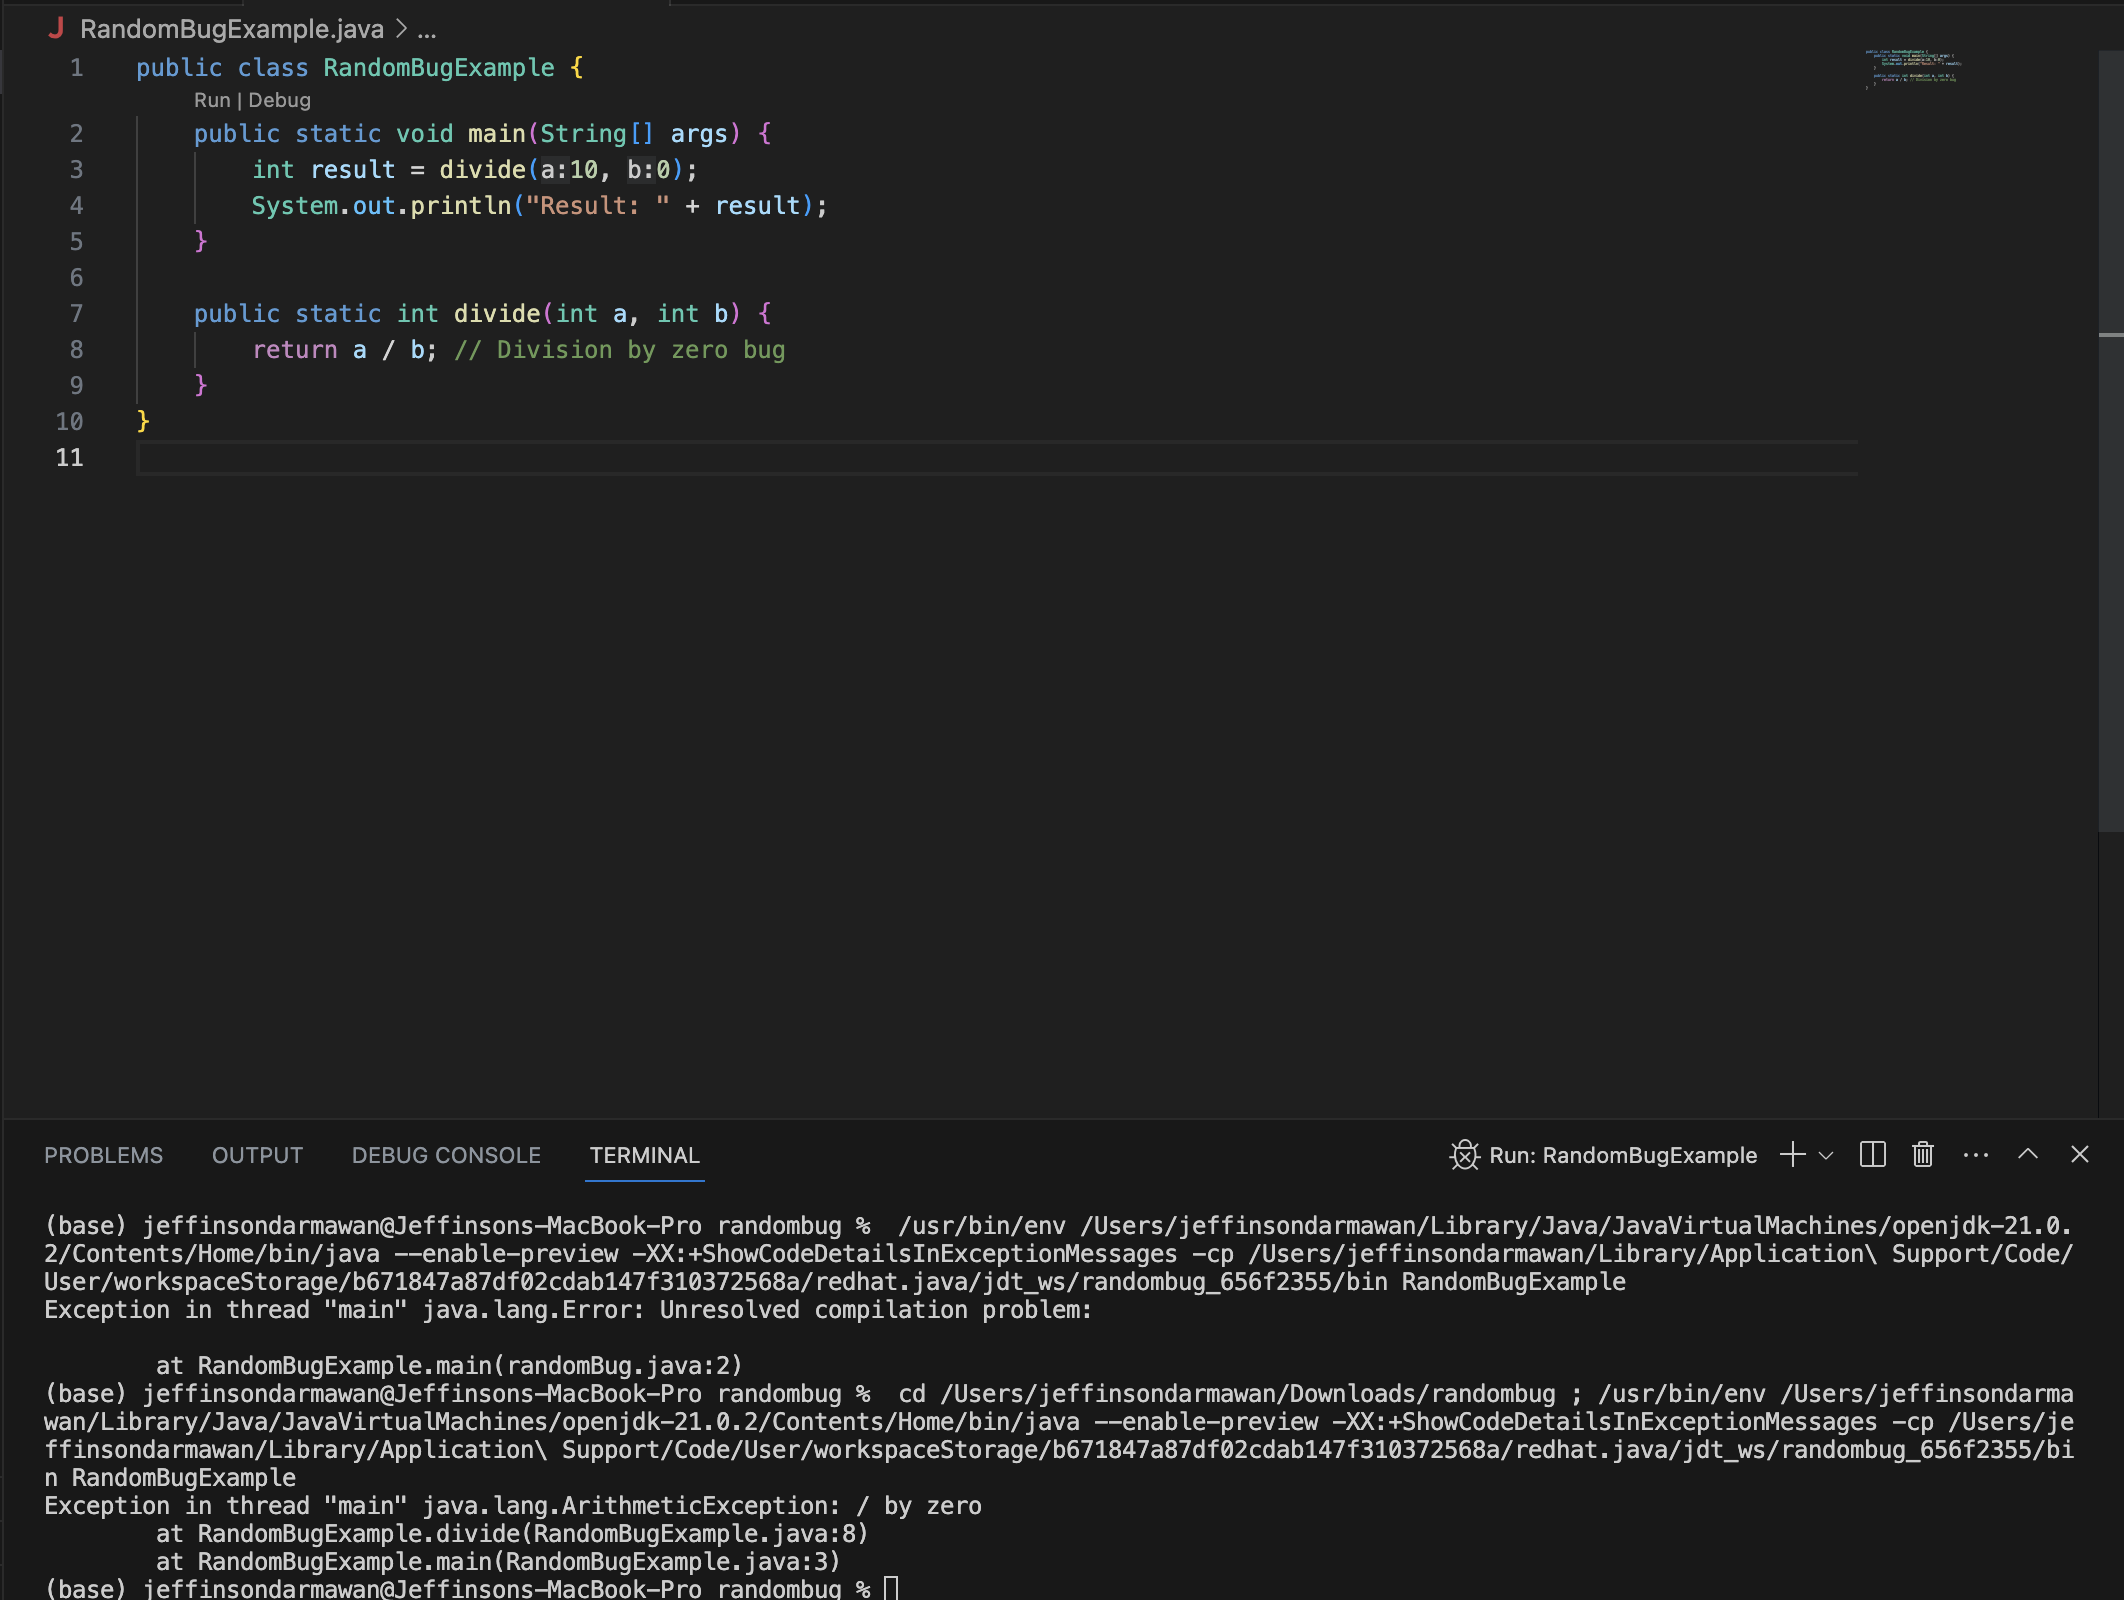 RandomBugExample.java > ...
1 public class RandomBugExample {
Run | Debug
2 public static void main(String[] args) {
3 int result = divide(a:10, b:0);
4 System.out.println("Result: " + result);
5 }
6
7 public static int divide(int a, int b) {
8 return a / b; // Division by zero bug
9 }
10 }
11
PROBLEMS OUTPUT DEBUG CONSOLE TERMINAL Run: RandomBugExample
(base) jeffinsondarmawan@Jeffinsons-MacBook-Pro randombug %  /usr/bin/env /Users/jeffinsondarmawan/Library/Java/JavaVirtualMachines/openjdk-21.0.
2/Contents/Home/bin/java --enable-preview -XX:+ShowCodeDetailsInExceptionMessages -cp /Users/jeffinsondarmawan/Library/Application\ Support/Code/
User/workspaceStorage/b671847a87df02cdab147f310372568a/redhat.java/jdt_ws/randombug_656f2355/bin RandomBugExample
Exception in thread "main" java.lang.Error: Unresolved compilation problem:
at RandomBugExample.main(randomBug.java:2)
(base) jeffinsondarmawan@Jeffinsons-MacBook-Pro randombug %  cd /Users/jeffinsondarmawan/Downloads/randombug ; /usr/bin/env /Users/jeffinsondarma
wan/Library/Java/JavaVirtualMachines/openjdk-21.0.2/Contents/Home/bin/java --enable-preview -XX:+ShowCodeDetailsInExceptionMessages -cp /Users/je
ffinsondarmawan/Library/Application\ Support/Code/User/workspaceStorage/b671847a87df02cdab147f310372568a/redhat.java/jdt_ws/randombug_656f2355/bi
n RandomBugExample
Exception in thread "main" java.lang.ArithmeticException: / by zero
at RandomBugExample.divide(RandomBugExample.java:8)
at RandomBugExample.main(RandomBugExample.java:3)
(base) jeffinsondarmawan@Jeffinsons-MacBook-Pro randombug %